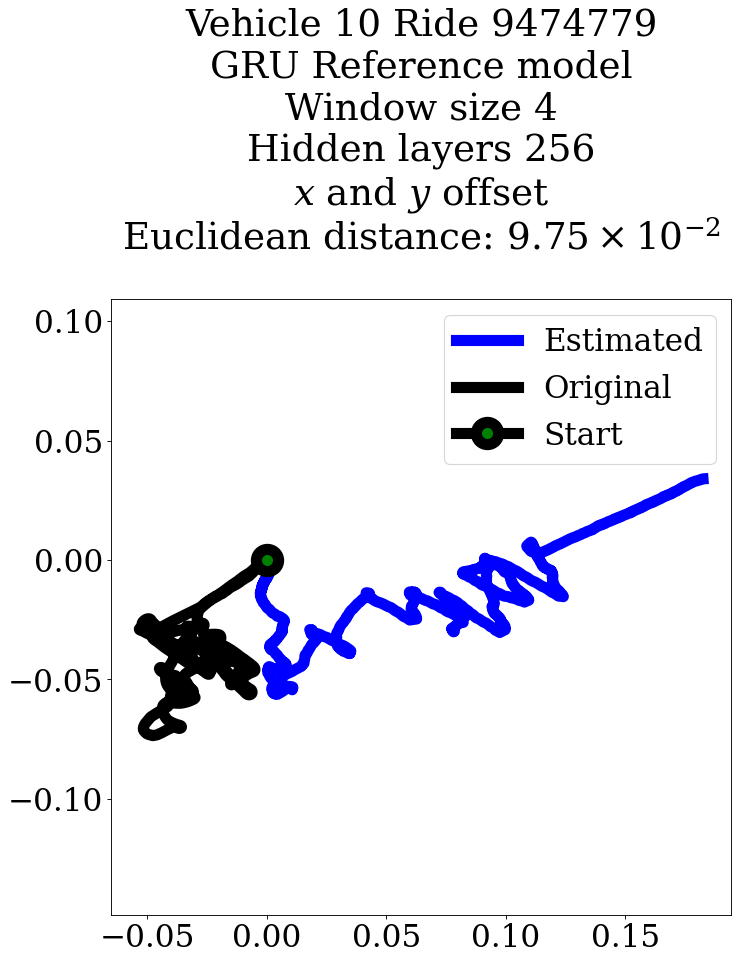 Vehicle 10 Ride 9474779
GRU Reference model
Window size 4
Hidden layers 256
x and y offset
Euclidean distance: 9.75 × 10⁻²
Estimated
Original
Start
0.10
0.05
0.00
−0.05
−0.10
−0.05 0.00 0.05 0.10 0.15